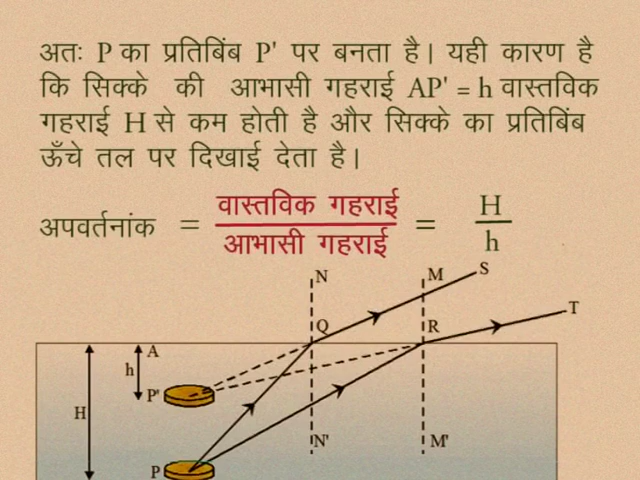 अतः P का प्रतिबिंब P' पर बनता है। यही कारण है
कि सिक्के की आभासी गहराई AP' = h वास्तविक
गहराई H से कम होती है और सिक्के का प्रतिबिंब
ऊँचे तल पर दिखाई देता है।
अपवर्तनांक = वास्तविक गहराई / आभासी गहराई = H / h
N M S
Q R T
A
h
P'
H
N' M'
P